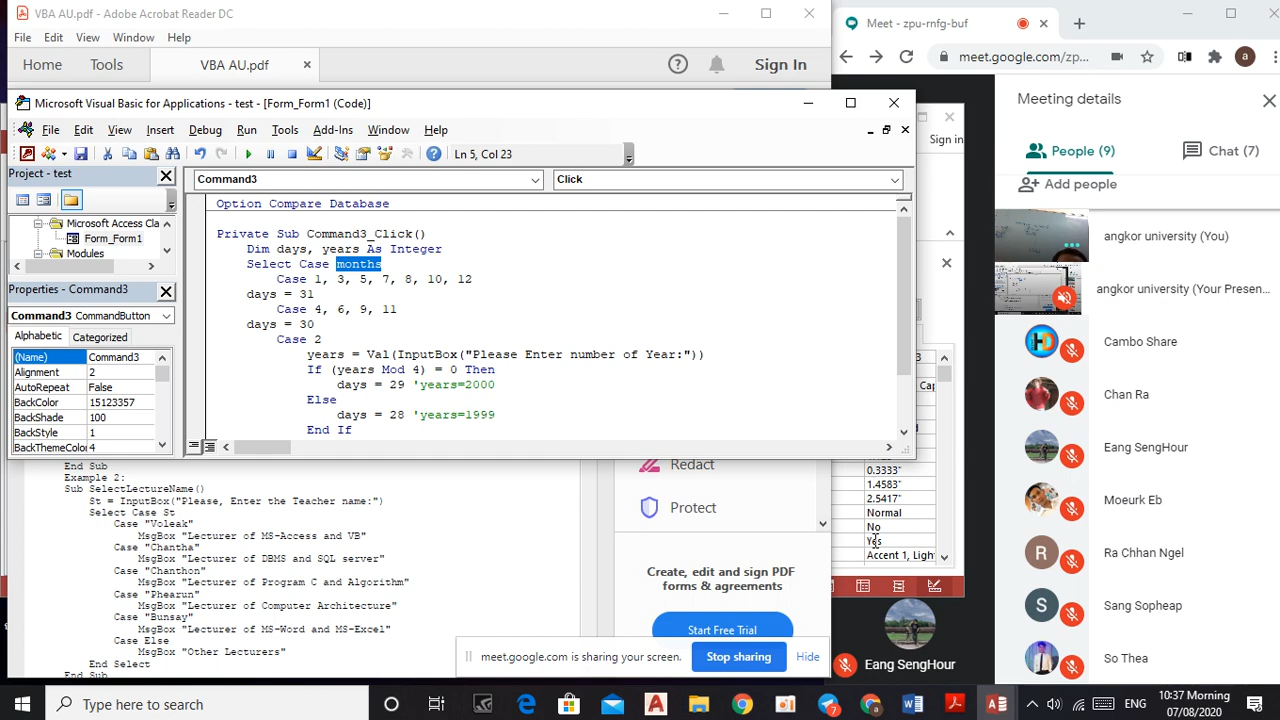 VBA AU.pdf - Adobe Acrobat Reader DC
File Edit View Window Help
Home Tools VBA AU.pdf × Sign In
Microsoft Visual Basic for Applications - test - [Form_Form1 (Code)]
File Edit View Insert Debug Run Tools Add-Ins Window Help
Ln 5, Col 23
Project - test
Microsoft Access Cla
Form_Form1
Modules
Properties - Command3
Command3 CommandButton
Alphabetic Categorized
(Name) Command3
Alignment 2
AutoRepeat False
BackColor 15123357
BackShade 100
BackStyle 1
BackThemeColor 4
Command3 Click
Option Compare Database
Private Sub Command3_Click()
Dim days, years As Integer
Select Case months
Case 1, 3, 5, 7, 8, 10, 12
days = 31
Case 4, 6, 9, 11
days = 30
Case 2
years = Val(InputBox("Please Enter number of Year:"))
If (years Mod 4) = 0 Then
days = 29 'years=2000
Else
days = 28 'years=1999
End If
End Sub
Example 2:
Sub SelectLectureName()
St = InputBox("Please, Enter the Teacher name:")
Select Case St
Case "Voleak"
MsgBox "Lecturer of MS-Access and VB"
Case "Chantha"
MsgBox "Lecturer of DBMS and SQL server"
Case "Chanthon"
MsgBox "Lecturer of Program C and Algorithm"
Case "Phearun"
MsgBox "Lecturer of Computer Architecture"
Case "Bunsay"
MsgBox "Lecturer of MS-Word and MS-Excel"
Case Else
MsgBox "Other Lecturers"
End Select
End Sub
Redact
Protect
Create, edit and sign PDF
forms & agreements
Start Free Trial
meet.google.com is sharing your screen. Stop sharing Hide
Meet - zpu-rnfg-buf
meet.google.com/zp...
Sign in
Cap
0.3333"
1.4583"
2.5417"
Normal
No
Yes
Accent 1, Ligh
Eang SengHour
Meeting details
People (9) Chat (7)
Add people
angkor university (You)
angkor university (Your Presen...
Cambo Share
Chan Ra
Eang SengHour
Moeurk Eb
R Ra Chhan Ngel
S Sang Sopheap
So Thea
Type here to search
ENG
10:37 Morning
07/08/2020